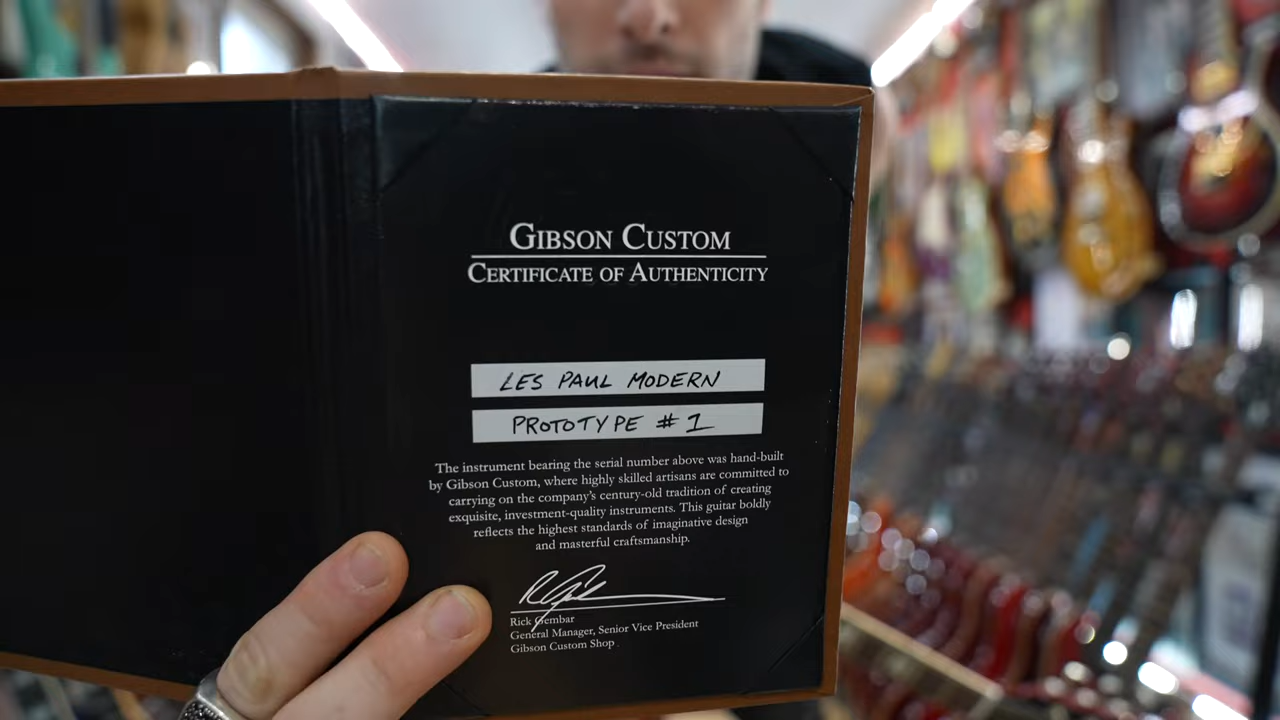 GIBSON CUSTOM
CERTIFICATE OF AUTHENTICITY
LES PAUL MODERN
PROTOTYPE #1
The instrument bearing the serial number above was hand-built
by Gibson Custom, where highly skilled artisans are committed to
carrying on the company's century-old tradition of creating
exquisite, investment-quality instruments. This guitar boldly
reflects the highest standards of imaginative design
and masterful craftsmanship.
Rick Gembar
General Manager, Senior Vice President
Gibson Custom Shop